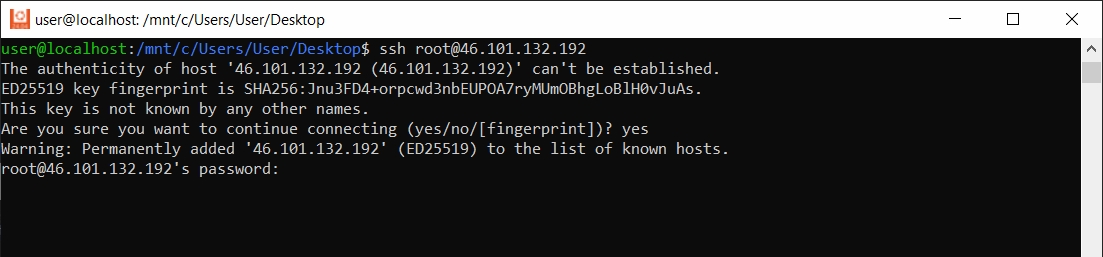 user@localhost: /mnt/c/Users/User/Desktop
user@localhost:/mnt/c/Users/User/Desktop$ ssh root@46.101.132.192
The authenticity of host '46.101.132.192 (46.101.132.192)' can't be established.
ED25519 key fingerprint is SHA256:Jnu3FD4+orpcwd3nbEUPOA7ryMUmOBhgLoBlH0vJuAs.
This key is not known by any other names.
Are you sure you want to continue connecting (yes/no/[fingerprint])? yes
Warning: Permanently added '46.101.132.192' (ED25519) to the list of known hosts.
root@46.101.132.192's password: